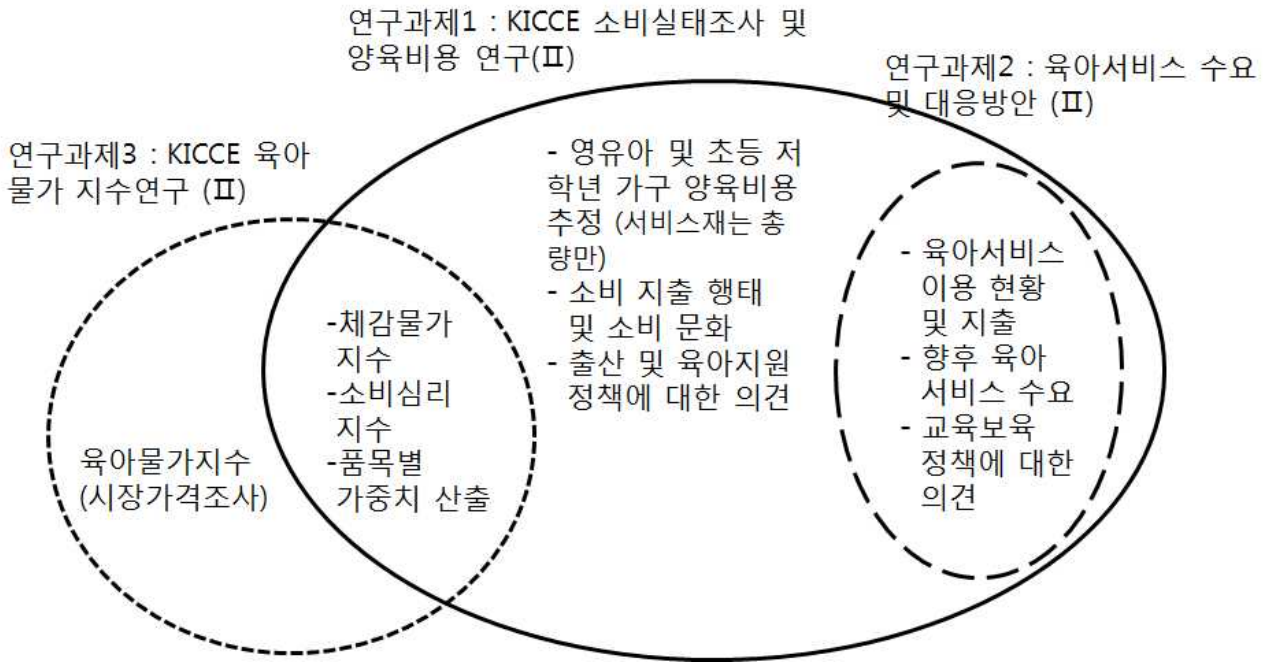 연구과제1 : KICCE 소비실태조사 및
양육비용 연구(Ⅱ)
연구과제2 : 육아서비스 수요
및 대응방안 (Ⅱ)
연구과제3 : KICCE 육아
물가 지수연구 (Ⅱ)
- 영유아 및 초등 저
학년 가구 양육비용
추정 (서비스재는 총
량만)
- 소비 지출 행태
및 소비 문화
- 출산 및 육아지원
정책에 대한 의견
- 육아서비스
이용 현황
및 지출
- 향후 육아
서비스 수요
- 교육보육
정책에 대한
의견
-체감물가
지수
-소비심리
지수
-품목별
가중치 산출
육아물가지수
(시장가격조사)